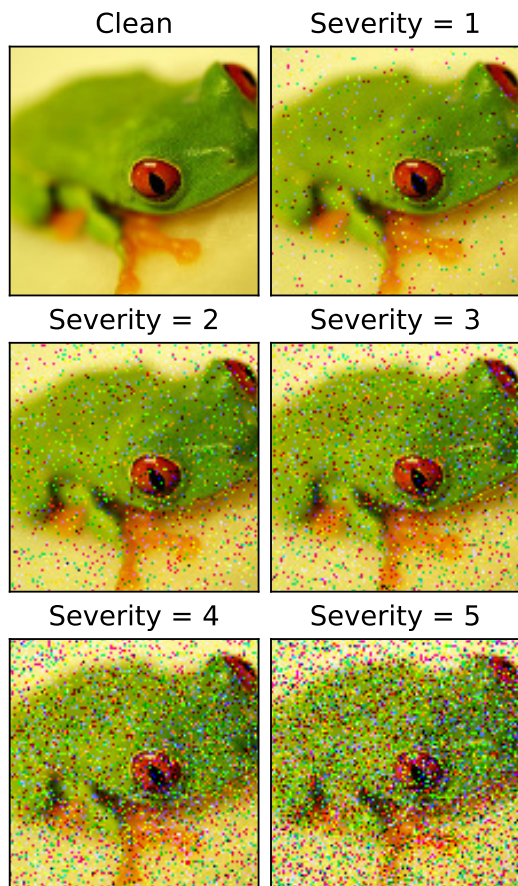 Clean
Severity = 1
Severity = 2
Severity = 3
Severity = 4
Severity = 5